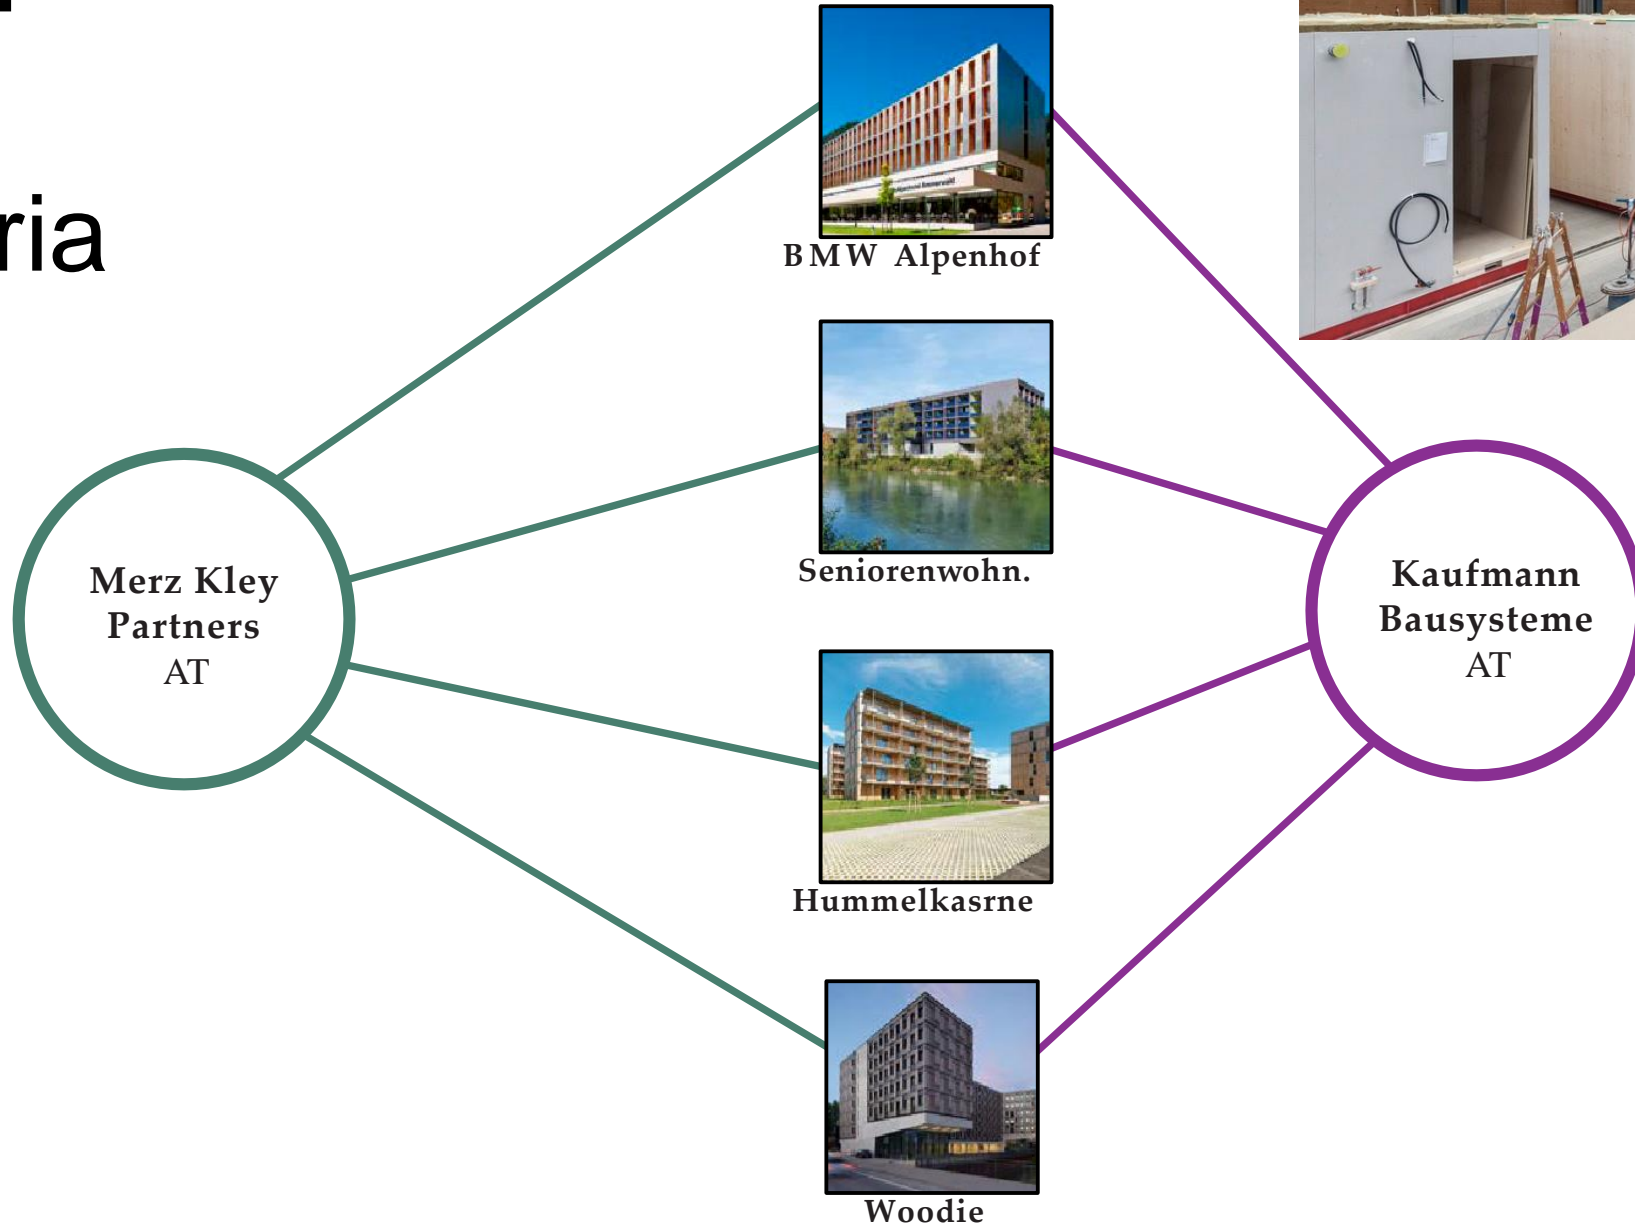 ria
BMW Alpenhof
Seniorenwohn.
Merz Kley
Partners
AT
Kaufmann
Bausysteme
AT
Hummelkasrne
Woodie